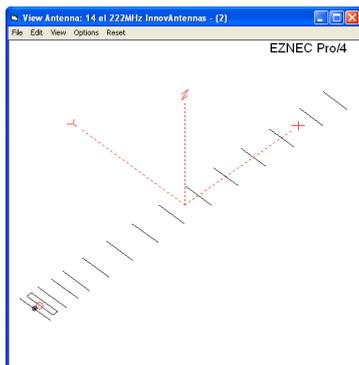 View Antenna: 14 el 222MHz InnovAntennas - (2)
File Edit View Options Reset
EZNEC Pro/4
Z
Y
X